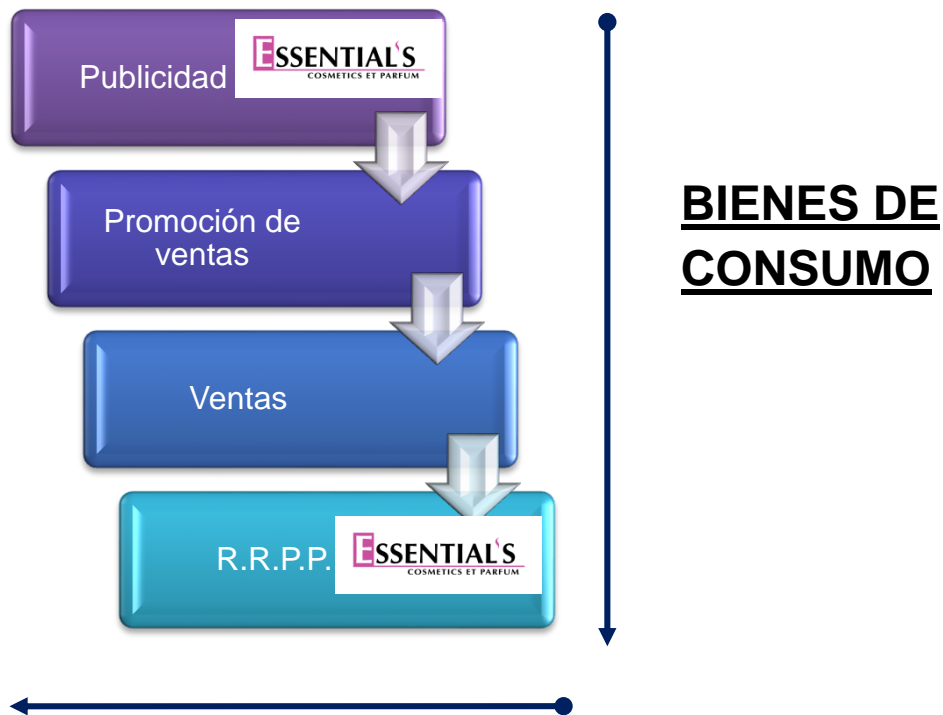 Publicidad
ESSENTIAL'S
COSMETICS ET PARFUM
Promoción de
ventas
Ventas
R.R.P.P.
ESSENTIAL'S
COSMETICS ET PARFUM
BIENES DE
CONSUMO